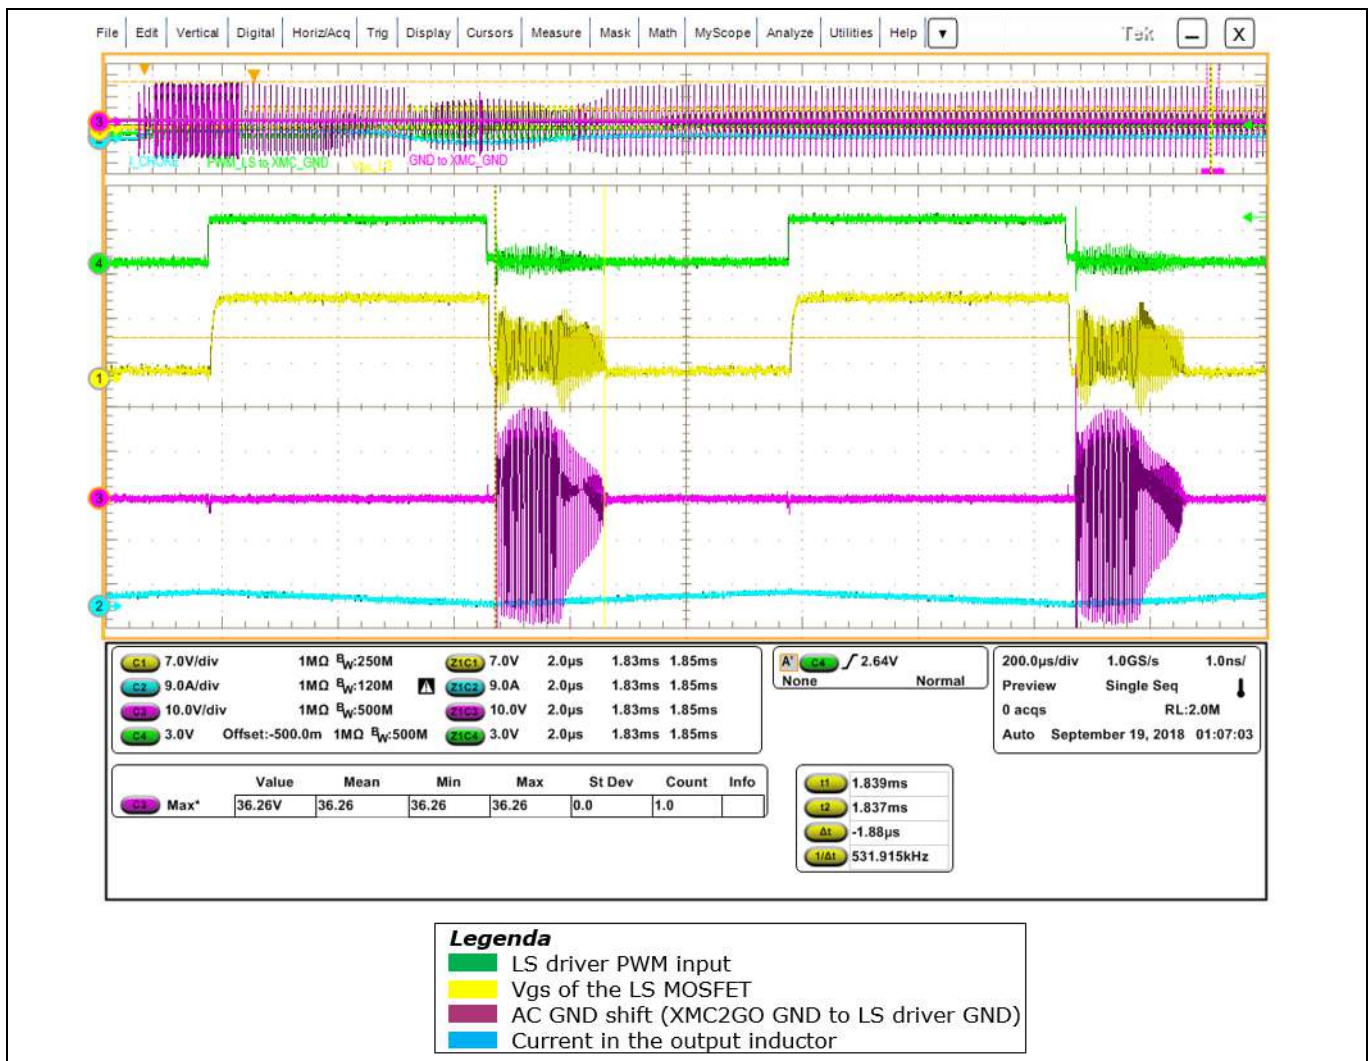 File Edit Vertical Digital Horiz/Acq Trig Display Cursors Measure Mask Math MyScope Analyze Utilities Help ▼ Tek – X
3
I_CHOKE PWM_LS to XMC_GND Vgs_LS GND to XMC_GND
4
1
3
2
C1 7.0V/div 1MΩ BW:250M Z1C1 7.0V 2.0µs 1.83ms 1.85ms
C2 9.0A/div 1MΩ BW:120M Z1C2 9.0A 2.0µs 1.83ms 1.85ms
C3 10.0V/div 1MΩ BW:500M Z1C3 10.0V 2.0µs 1.83ms 1.85ms
C4 3.0V Offset:-500.0m 1MΩ BW:500M Z1C4 3.0V 2.0µs 1.83ms 1.85ms
A' C4 2.64V
None Normal
200.0µs/div 1.0GS/s 1.0ns/
Preview Single Seq
0 acqs RL:2.0M
Auto September 19, 2018 01:07:03
Value Mean Min Max St Dev Count Info
C3 Max* 36.26V 36.26 36.26 36.26 0.0 1.0
t1 1.839ms
t2 1.837ms
Δt -1.88µs
1/Δt 531.915kHz
Legenda
LS driver PWM input
Vgs of the LS MOSFET
AC GND shift (XMC2GO GND to LS driver GND)
Current in the output inductor